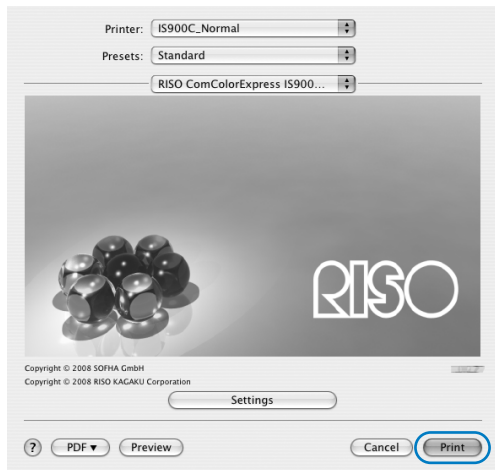 Printer: IS900C_Normal
Presets: Standard
RISO ComColorExpress IS900...
RISO
Copyright © 2008 SOFHA GmbH
Copyright © 2008 RISO KAGAKU Corporation
Settings
? PDF▼ Preview Cancel Print